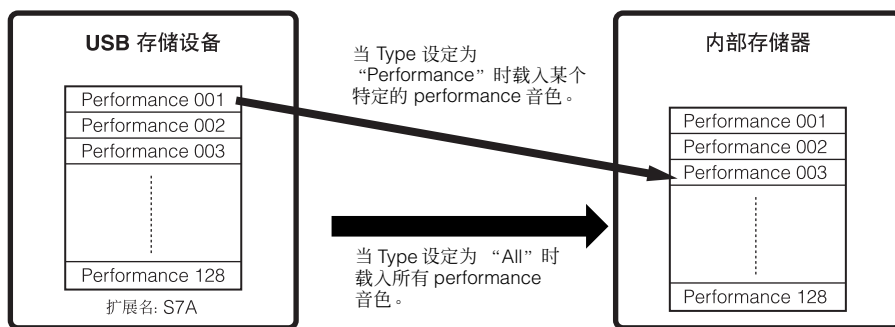 USB 存储设备
Performance 001
Performance 002
Performance 003
Performance 128
扩展名: S7A
当 Type 设定为
“Performance”时载入某个
特定的 performance 音色。
当 Type 设定为 “All”时
载入所有 performance
音色。
内部存储器
Performance 001
Performance 002
Performance 003
Performance 128